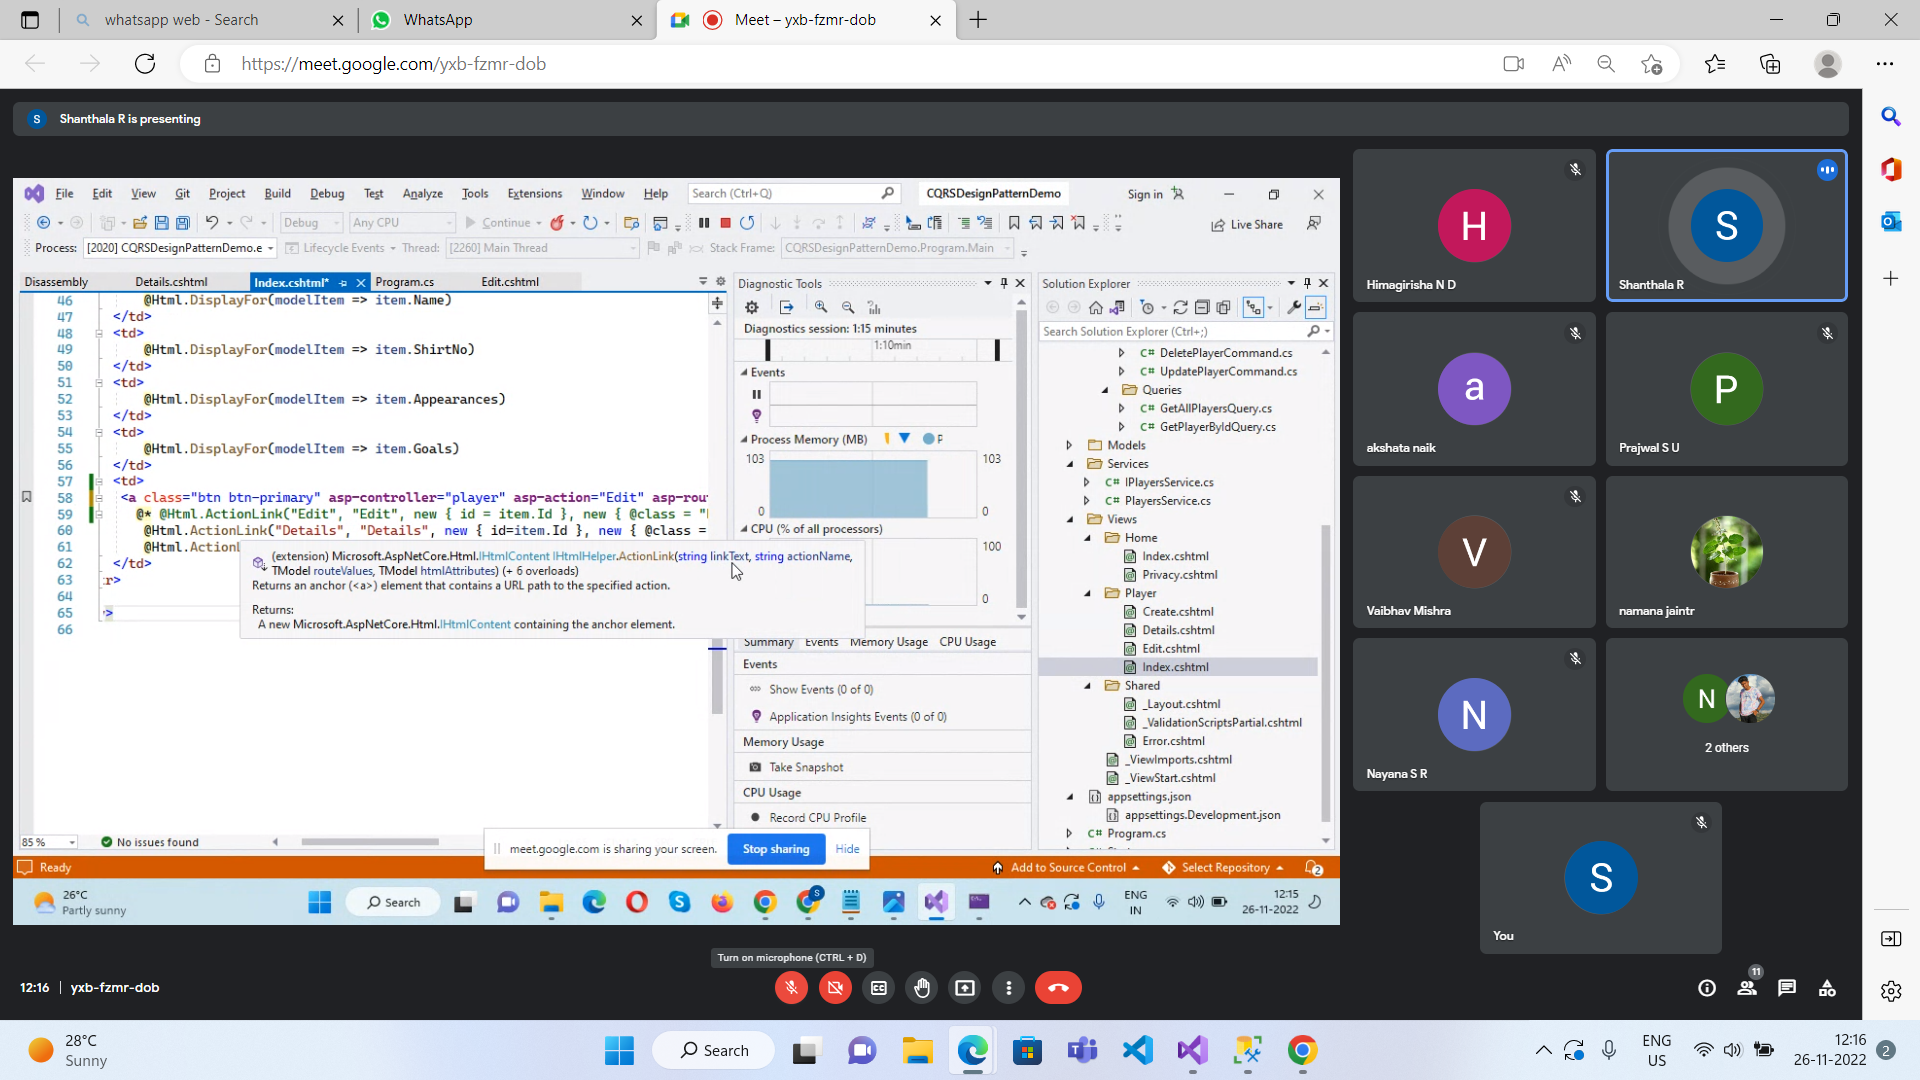 whatsapp web - Search
WhatsApp
Meet – yxb-fzmr-dob
https://meet.google.com/yxb-fzmr-dob
S Shanthala R is presenting
File Edit View Git Project Build Debug Test Analyze Tools Extensions Window Help
Search (Ctrl+Q)
CQRSDesignPatternDemo
Sign in
Debug Any CPU Continue
Live Share
Process: [2020] CQRSDesignPatternDemo.e Lifecycle Events Thread: [2260] Main Thread Stack Frame: CQRSDesignPatternDemo.Program.Main
Disassembly Details.cshtml Index.cshtml* Program.cs Edit.cshtml
46 @Html.DisplayFor(modelItem => item.Name)
47 </td>
48 <td>
49 @Html.DisplayFor(modelItem => item.ShirtNo)
50 </td>
51 <td>
52 @Html.DisplayFor(modelItem => item.Appearances)
53 </td>
54 <td>
55 @Html.DisplayFor(modelItem => item.Goals)
56 </td>
57 <td>
58 <a class="btn btn-primary" asp-controller="player" asp-action="Edit" asp-rou
59 @* @Html.ActionLink("Edit", "Edit", new { id = item.Id }, new { @class = "
60 @Html.ActionLink("Details", "Details", new { id=item.Id }, new { @class =
61 @Html.ActionL
62 </td>
63 r>
64
65 >
66
(extension) Microsoft.AspNetCore.Html.IHtmlContent IHtmlHelper.ActionLink(string linkText, string actionName,
TModel routeValues, TModel htmlAttributes) (+ 6 overloads)
Returns an anchor (<a>) element that contains a URL path to the specified action.
Returns:
A new Microsoft.AspNetCore.Html.IHtmlContent containing the anchor element.
85 % No issues found
Diagnostic Tools
Diagnostics session: 1:15 minutes
1:10min
Events
Process Memory (MB) P
103 103
0 0
CPU (% of all processors)
100
0
Summary Events Memory Usage CPU Usage
Events
Show Events (0 of 0)
Application Insights Events (0 of 0)
Memory Usage
Take Snapshot
CPU Usage
Record CPU Profile
Solution Explorer
Search Solution Explorer (Ctrl+;)
C# DeletePlayerCommand.cs
C# UpdatePlayerCommand.cs
Queries
C# GetAllPlayersQuery.cs
C# GetPlayerByIdQuery.cs
Models
Services
C# IPlayersService.cs
C# PlayersService.cs
Views
Home
Index.cshtml
Privacy.cshtml
Player
Create.cshtml
Details.cshtml
Edit.cshtml
Index.cshtml
Shared
_Layout.cshtml
_ValidationScriptsPartial.cshtml
Error.cshtml
_ViewImports.cshtml
_ViewStart.cshtml
appsettings.json
appsettings.Development.json
C# Program.cs
meet.google.com is sharing your screen. Stop sharing Hide
Ready
Add to Source Control Select Repository 2
26°C
Partly sunny
Search
S
ENG
IN
12:15
26-11-2022
H
Himagirisha N D
S
Shanthala R
a
akshata naik
P
Prajwal S U
V
Vaibhav Mishra
namana jaintr
N
Nayana S R
N
2 others
S
You
Turn on microphone (CTRL + D)
12:16 | yxb-fzmr-dob
11
28°C
Sunny
Search
ENG
US
12:16
26-11-2022
2